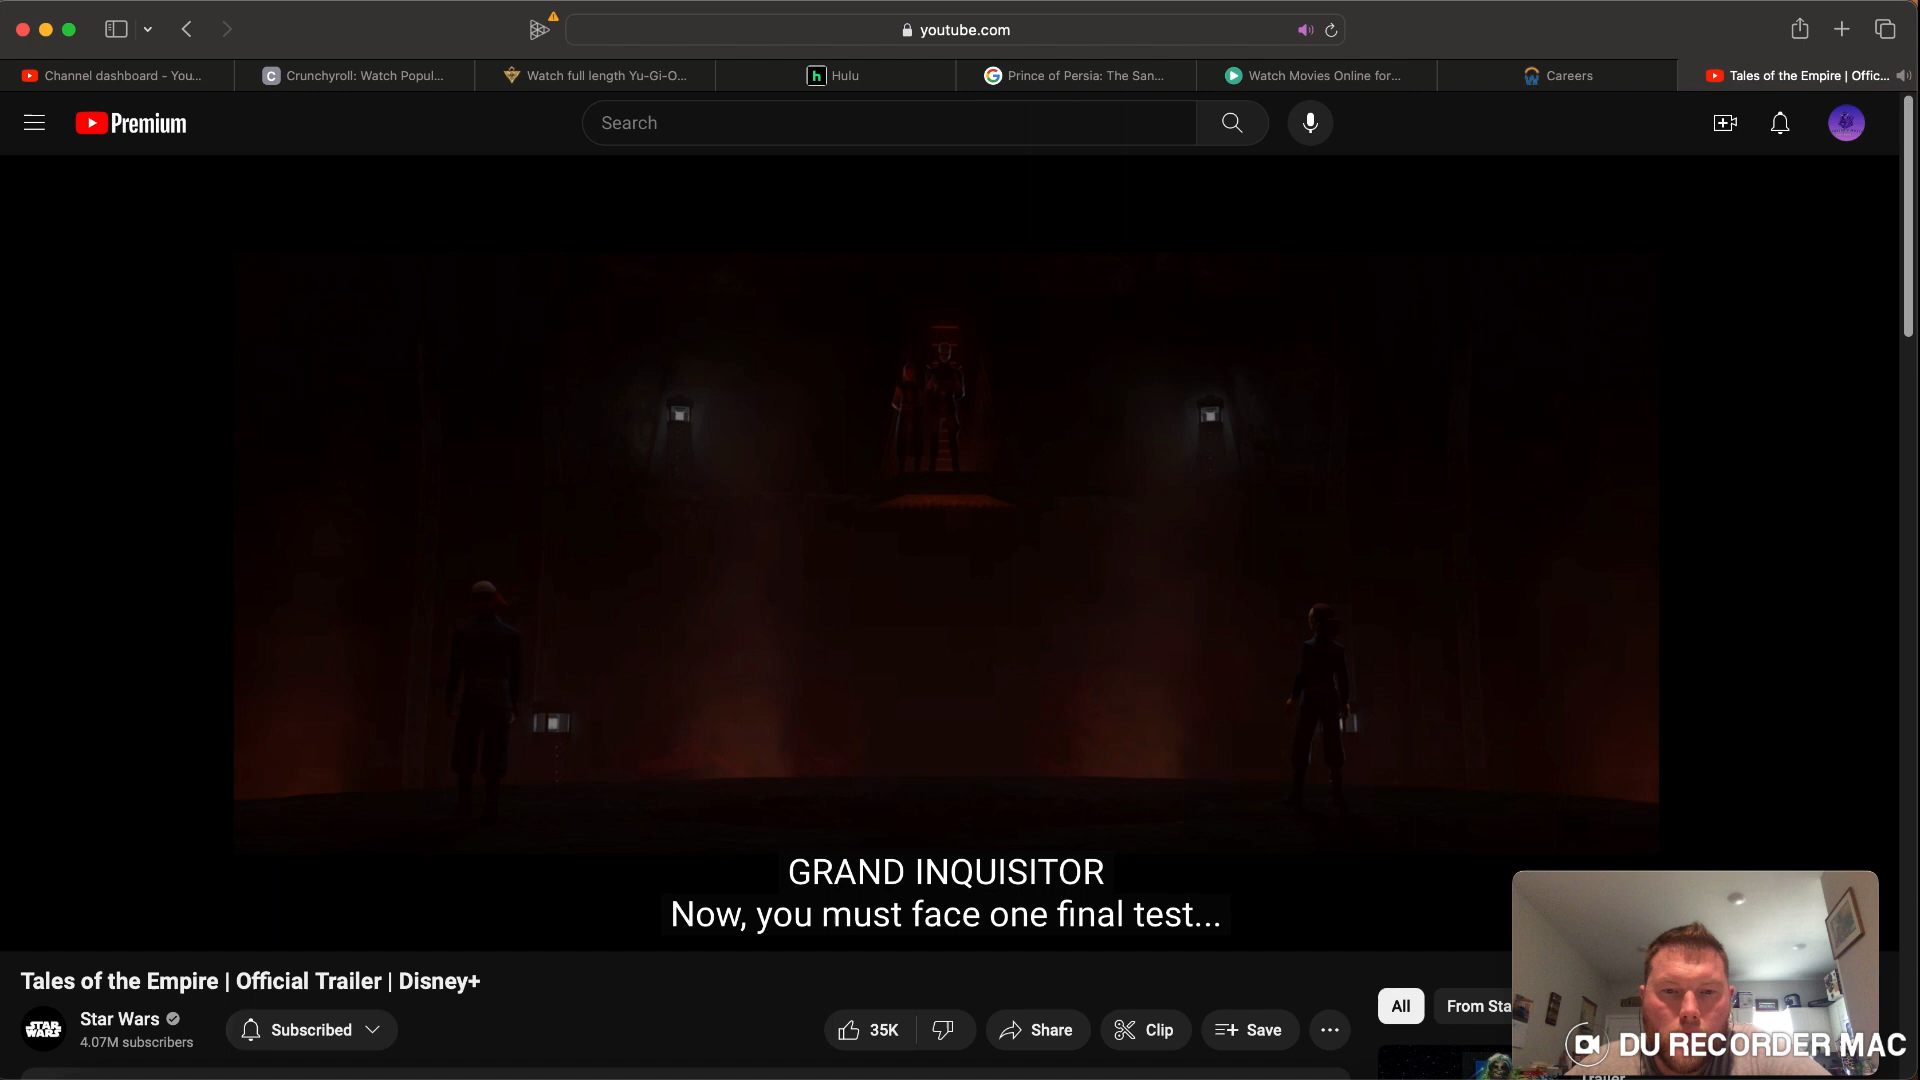 youtube.com
Channel dashboard - You...
Crunchyroll: Watch Popul...
Watch full length Yu-Gi-O...
Hulu
Prince of Persia: The San...
Watch Movies Online for...
Careers
Tales of the Empire | Offic...
Premium
Search
GRAND INQUISITOR
Now, you must face one final test...
Tales of the Empire | Official Trailer | Disney+
STAR WARS
Star Wars
4.07M subscribers
Subscribed
35K
Share
Clip
Save
All
From Sta
DU RECORDER MAC
Trailer